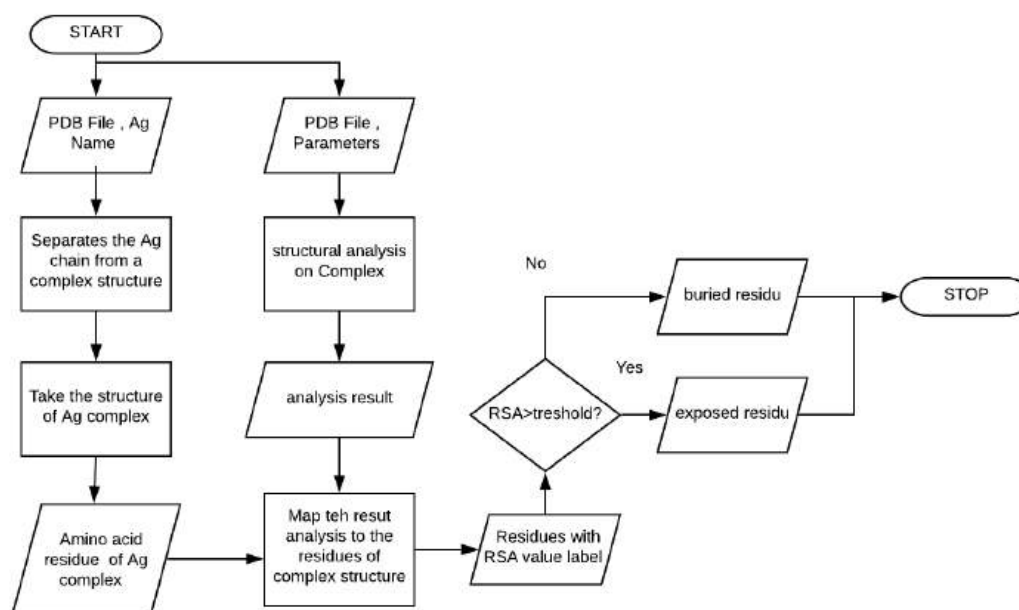 START
PDB File , Ag
Name
PDB File ,
Parameters
Separates the Ag
chain from a
complex structure
structural analysis
on Complex
Take the structure
of Ag complex
analysis result
Amino acid
residue of Ag
complex
Map teh resut
analysis to the
residues of
complex structure
Residues with
RSA value label
RSA>treshold?
No
Yes
buried residu
exposed residu
STOP